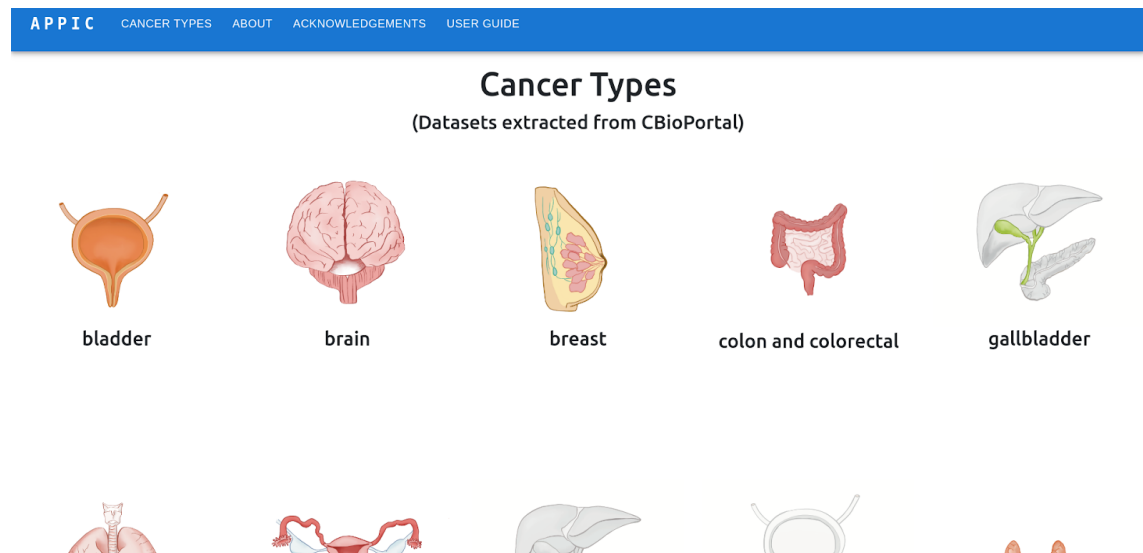 APPIC CANCER TYPES ABOUT ACKNOWLEDGEMENTS USER GUIDE
Cancer Types
(Datasets extracted from CBioPortal)
bladder brain breast colon and colorectal gallbladder